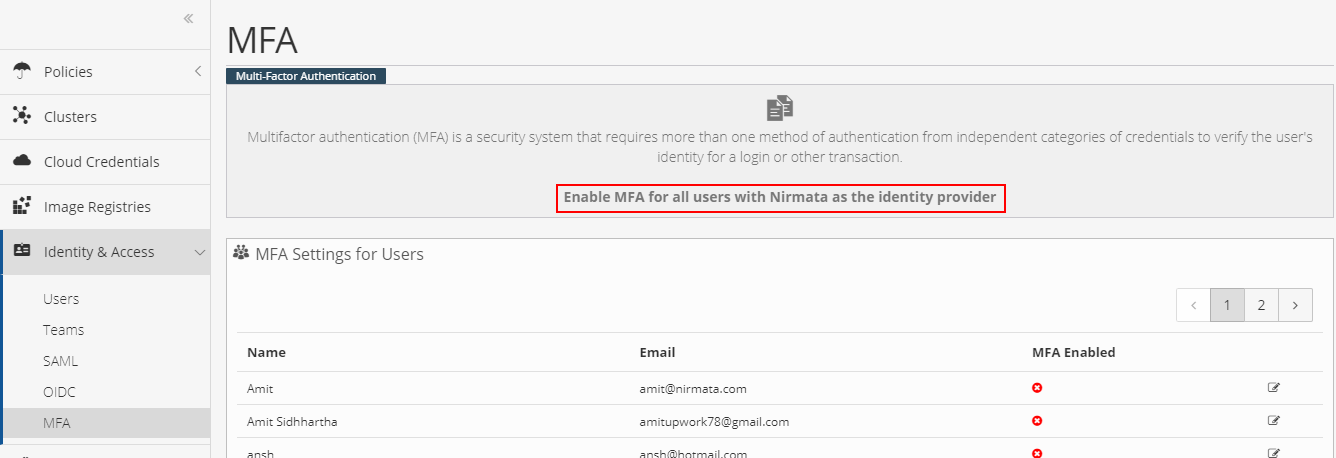 MFA
Policies
Multi-Factor Authentication
Clusters
Multifactor authentication (MFA) is a security system that requires more than one method of authentication from independent categories of credentials to verify the user's
identity for a login or other transaction.
Cloud Credentials
Enable MFA for all users with Nirmata as the identity provider
Image Registries
Identity & Access
MFA Settings for Users
Users
1 2
Teams
SAML
Name Email MFA Enabled
OIDC
Amit amit@nirmata.com
MFA
Amit Sidhhartha amitupwork78@gmail.com
ansh ansh@hotmail.com